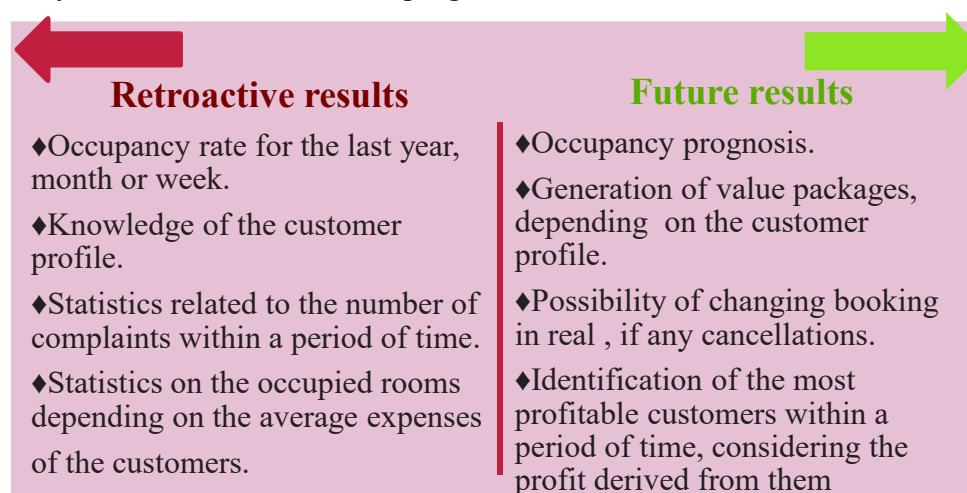 Retroactive results
♦Occupancy rate for the last year,
month or week.
♦Knowledge of the customer
profile.
♦Statistics related to the number of
complaints within a period of time.
♦Statistics on the occupied rooms
depending on the average expenses
of the customers.
Future results
♦Occupancy prognosis.
♦Generation of value packages,
depending on the customer
profile.
♦Possibility of changing booking
in real , if any cancellations.
♦Identification of the most
profitable customers within a
period of time, considering the
profit derived from them